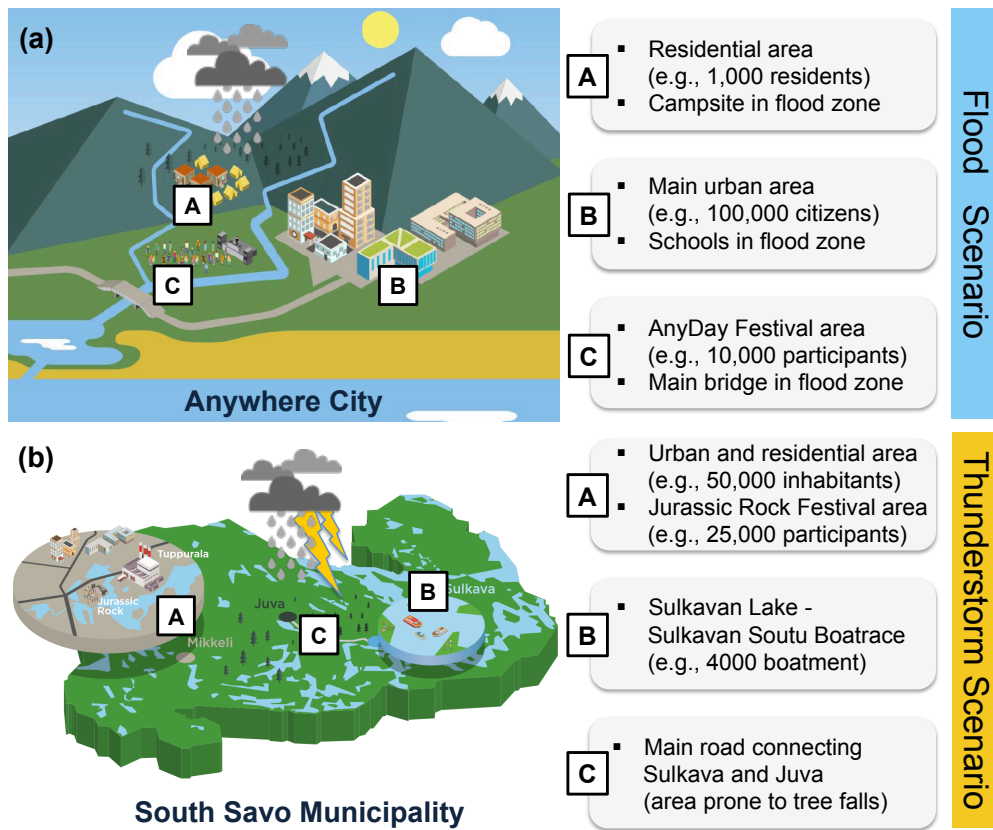 (a)
A
C
B
Anywhere City
A
▪ Residential area
(e.g., 1,000 residents)
▪ Campsite in flood zone
B
▪ Main urban area
(e.g., 100,000 citizens)
▪ Schools in flood zone
C
▪ AnyDay Festival area
(e.g., 10,000 participants)
▪ Main bridge in flood zone
Flood Scenario
(b)
Tuppurala
Jurassic
Rock
A
Mikkeli
Juva
C
B
Sulkava
South Savo Municipality
A
▪ Urban and residential area
(e.g., 50,000 inhabitants)
▪ Jurassic Rock Festival area
(e.g., 25,000 participants)
B
▪ Sulkavan Lake -
Sulkavan Soutu Boatrace
(e.g., 4000 boatment)
C
▪ Main road connecting
Sulkava and Juva
(area prone to tree falls)
Thunderstorm Scenario